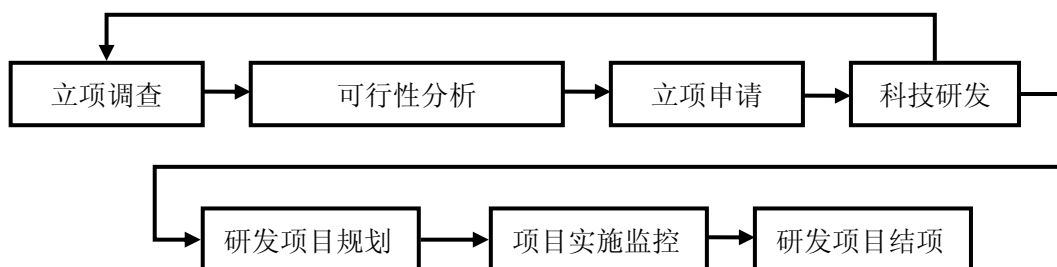 立项调查
可行性分析
立项申请
科技研发
研发项目规划
项目实施监控
研发项目结项